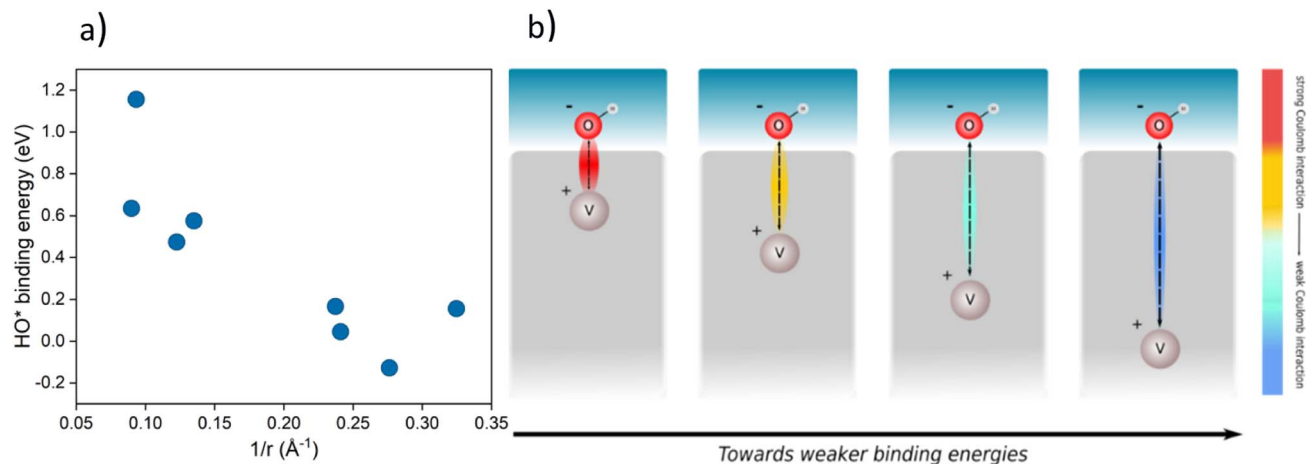 a)
1.2
1.0
0.8
0.6
0.4
0.2
0.0
-0.2
HO* binding energy (eV)
0.05 0.10 0.15 0.20 0.25 0.30 0.35
1/r (Å⁻¹)
b)
- O H
+ V
- O H
+ V
- O H
+ V
- O H
+ V
strong Coulomb interaction ⟶ weak Coulomb interaction
Towards weaker binding energies